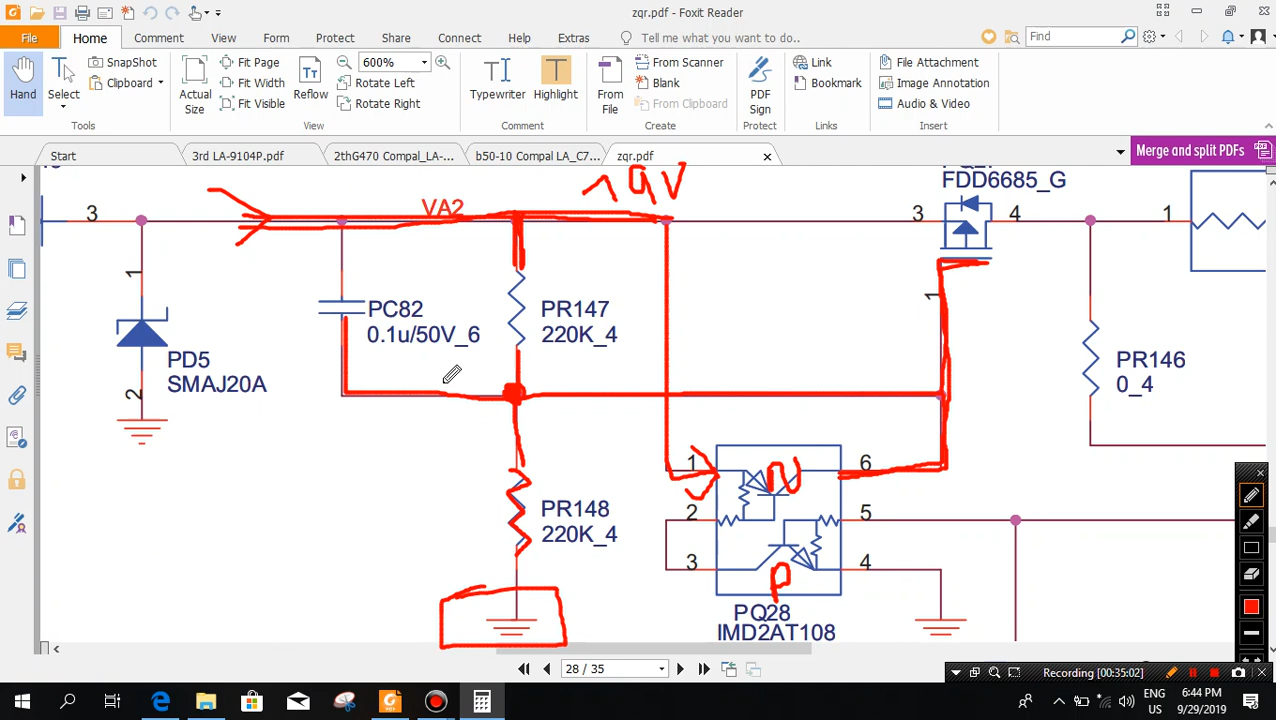 zqr.pdf - Foxit Reader
File Home Comment View Form Protect Share Connect Help Extras Tell me what you want to do... Find
Hand
Select
SnapShot
Clipboard
Tools
Actual
Size
Fit Page
Fit Width
Fit Visible
Reflow
600%
Rotate Left
Rotate Right
View
Typewriter
Highlight
Comment
From
File
From Scanner
Blank
From Clipboard
Create
PDF
Sign
Protect
Link
Bookmark
Links
File Attachment
Image Annotation
Audio & Video
Insert
Start
3rd LA-9104P.pdf
2thG470 Compal_LA-...
b50-10 Compal LA_C7...
zqr.pdf
Merge and split PDFs
19V
FDD6685_G
3
VA2
3
4
1
1
PC82
0.1u/50V_6
PR147
220K_4
1
PD5
SMAJ20A
2
PR146
0_4
1
N
6
2
5
3
4
P
PR148
220K_4
PQ28
IMD2AT108
28 / 35
Recording [00:35:02]
ENG
US
6:44 PM
9/29/2019